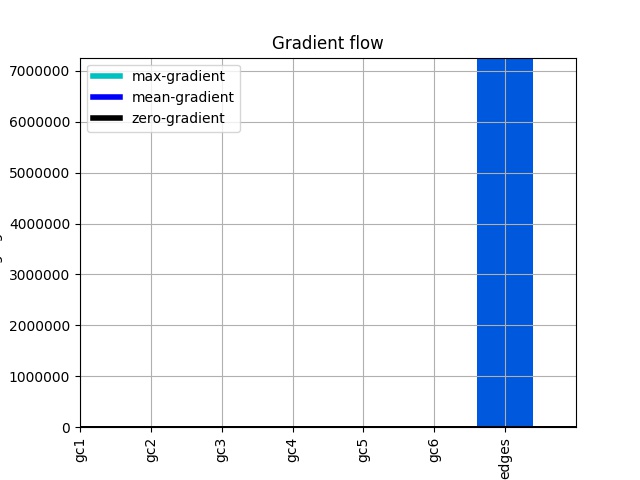 Gradient flow
7000000
6000000
5000000
4000000
3000000
2000000
1000000
0
max-gradient
mean-gradient
zero-gradient
gc1
gc2
gc3
gc4
gc5
gc6
edges